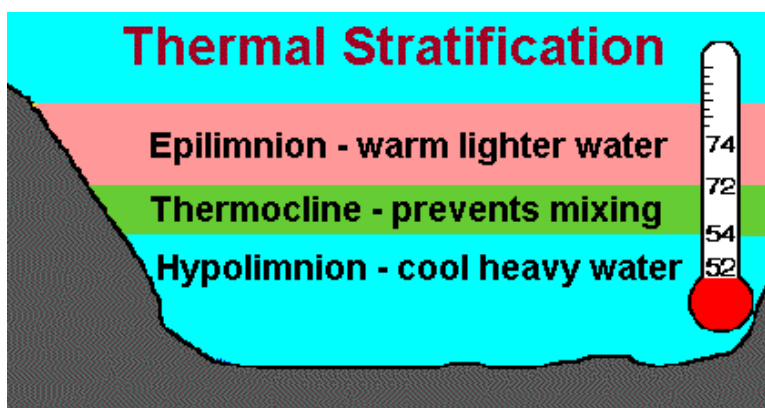 Thermal Stratification
Epilimnion - warm lighter water
74
72
Thermocline - prevents mixing
54
Hypolimnion - cool heavy water
52